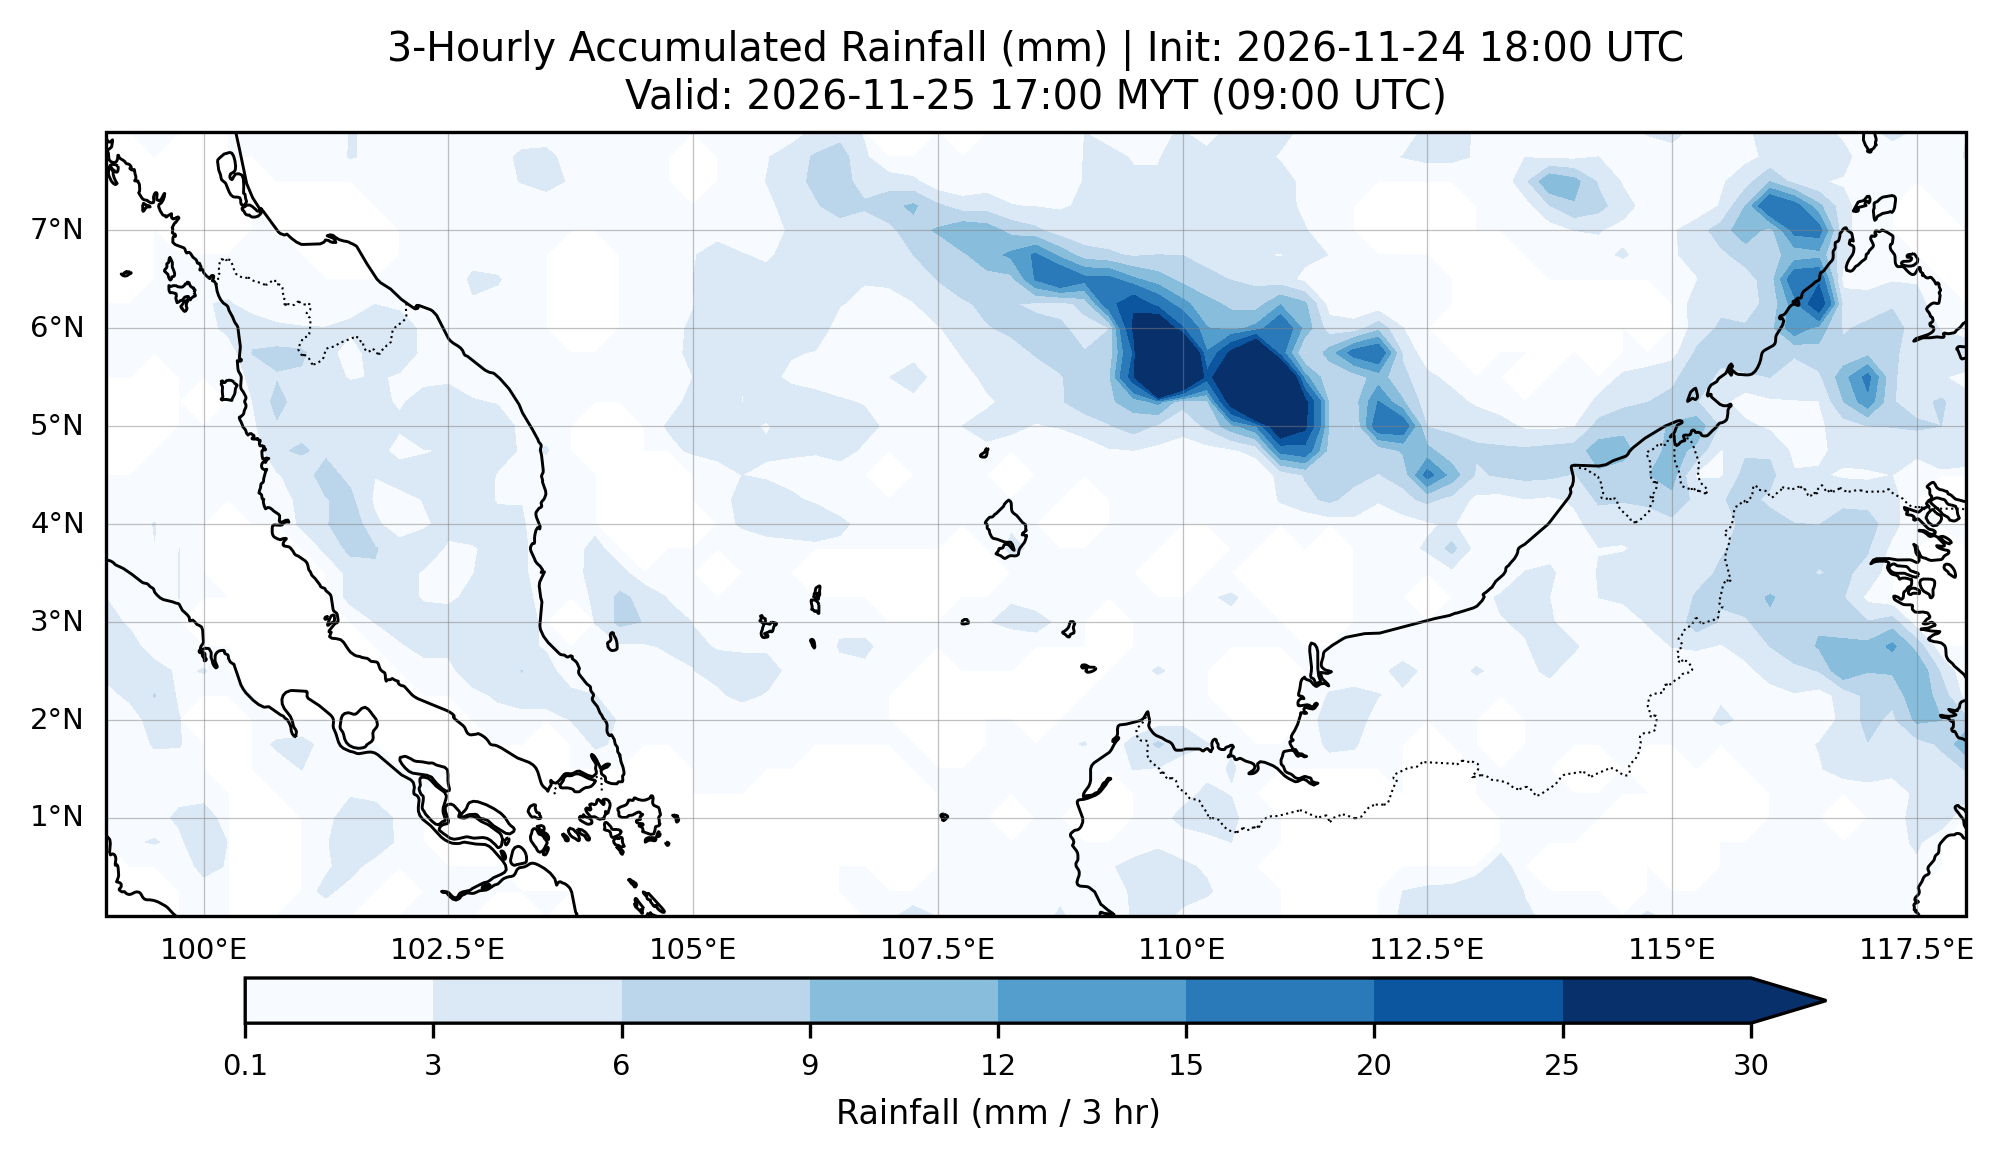 3-Hourly Accumulated Rainfall (mm) | Init: 2026-11-24 18:00 UTC
Valid: 2026-11-25 17:00 MYT (09:00 UTC)
7°N
6°N
5°N
4°N
3°N
2°N
1°N
100°E 102.5°E 105°E 107.5°E 110°E 112.5°E 115°E 117.5°E
0.1 3 6 9 12 15 20 25 30
Rainfall (mm / 3 hr)